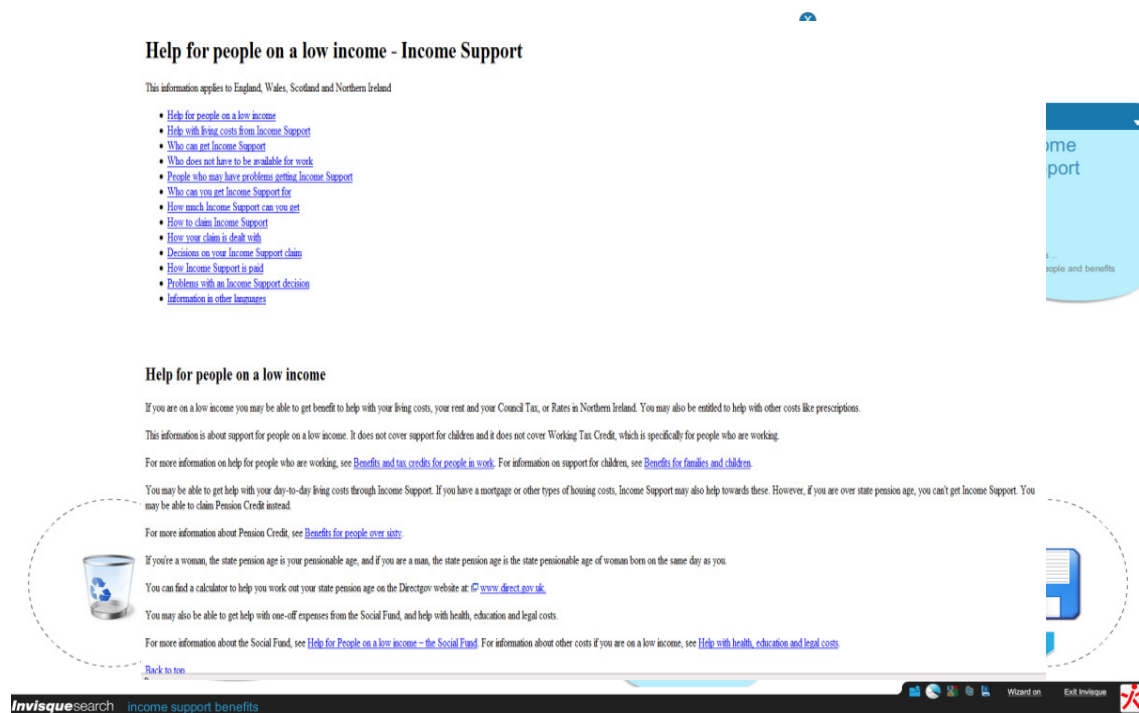 Help for people on a low income - Income Support
This information applies to England, Wales, Scotland and Northern Ireland
Help for people on a low income
Help with living costs from Income Support
Who can get Income Support
Who does not have to be available for work
People who may have problems getting Income Support
Who can you get Income Support for
How much Income Support can you get
How to claim Income Support
How your claim is dealt with
Decisions on your Income Support claim
How Income Support is paid
Problems with an Income Support decision
Information in other languages
ome
port
s ...
eople and benefits
Help for people on a low income
If you are on a low income you may be able to get benefit to help with your living costs, your rent and your Council Tax, or Rates in Northern Ireland. You may also be entitled to help with other costs like prescriptions.
This information is about support for people on a low income. It does not cover support for children and it does not cover Working Tax Credit, which is specifically for people who are working.
For more information on help for people who are working, see Benefits and tax credits for people in work. For information on support for children, see Benefits for families and children.
You may be able to get help with your day-to-day living costs through Income Support. If you have a mortgage or other types of housing costs, Income Support may also help towards these. However, if you are over state pension age, you can't get Income Support. You
may be able to claim Pension Credit instead.
For more information about Pension Credit, see Benefits for people over sixty.
If you're a woman, the state pension age is your pensionable age, and if you are a man, the state pension age is the state pensionable age of woman born on the same day as you.
You can find a calculator to help you work out your state pension age on the Directgov website at: www.direct.gov.uk.
You may also be able to get help with one-off expenses from the Social Fund, and help with health, education and legal costs.
For more information about the Social Fund, see Help for People on a low income – the Social Fund. For information about other costs if you are on a low income, see Help with health, education and legal costs.
Back to top
Invisquesearch income support benefits
Wizard on Exit Invisque